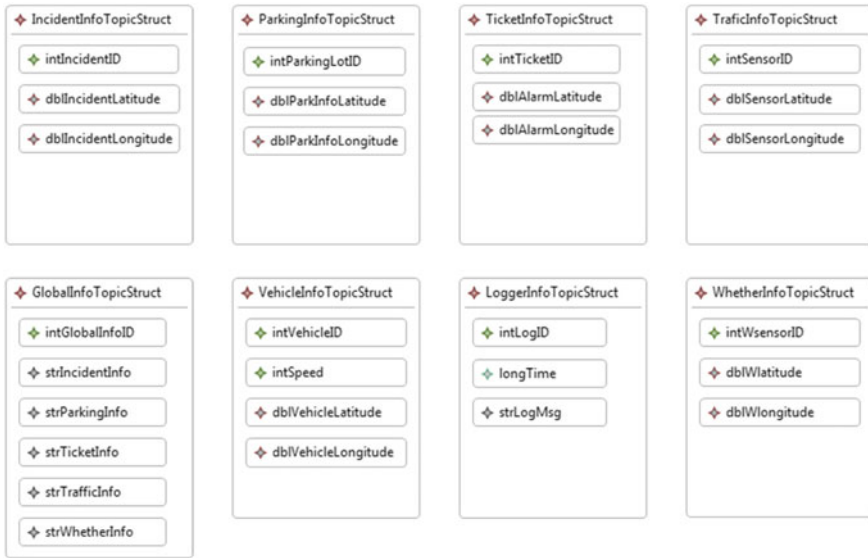 IncidentInfoTopicStruct
intIncidentID
dblIncidentLatitude
dblIncidentLongitude
ParkingInfoTopicStruct
intParkingLotID
dblParkInfoLatitude
dblParkInfoLongitude
TicketInfoTopicStruct
intTicketID
dblAlarmLatitude
dblAlarmLongitude
TraficInfoTopicStruct
intSensorID
dblSensorLatitude
dblSensorLongitude
GlobalInfoTopicStruct
intGlobalInfoID
strIncidentInfo
strParkingInfo
strTicketInfo
strTrafficInfo
strWhetherInfo
VehicleInfoTopicStruct
intVehicleID
intSpeed
dblVehicleLatitude
dblVehicleLongitude
LoggerInfoTopicStruct
intLogID
longTime
strLogMsg
WhetherInfoTopicStruct
intWsensorID
dblWlatitude
dblWlongitude